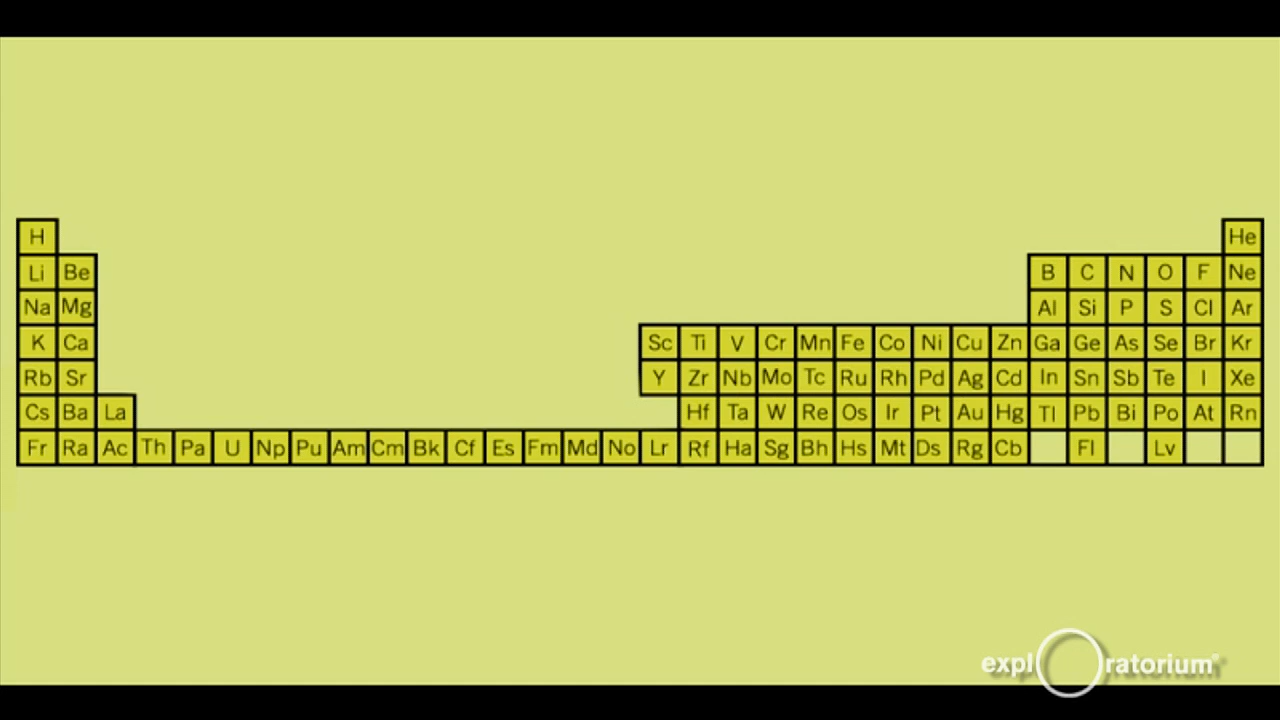 H He
Li Be B C N O F Ne
Na Mg Al Si P S Cl Ar
K Ca Sc Ti V Cr Mn Fe Co Ni Cu Zn Ga Ge As Se Br Kr
Rb Sr Y Zr Nb Mo Tc Ru Rh Pd Ag Cd In Sn Sb Te I Xe
Cs Ba La Hf Ta W Re Os Ir Pt Au Hg Tl Pb Bi Po At Rn
Fr Ra Ac Th Pa U Np Pu Am Cm Bk Cf Es Fm Md No Lr Rf Ha Sg Bh Hs Mt Ds Rg Cb Fl Lv
exploratorium®